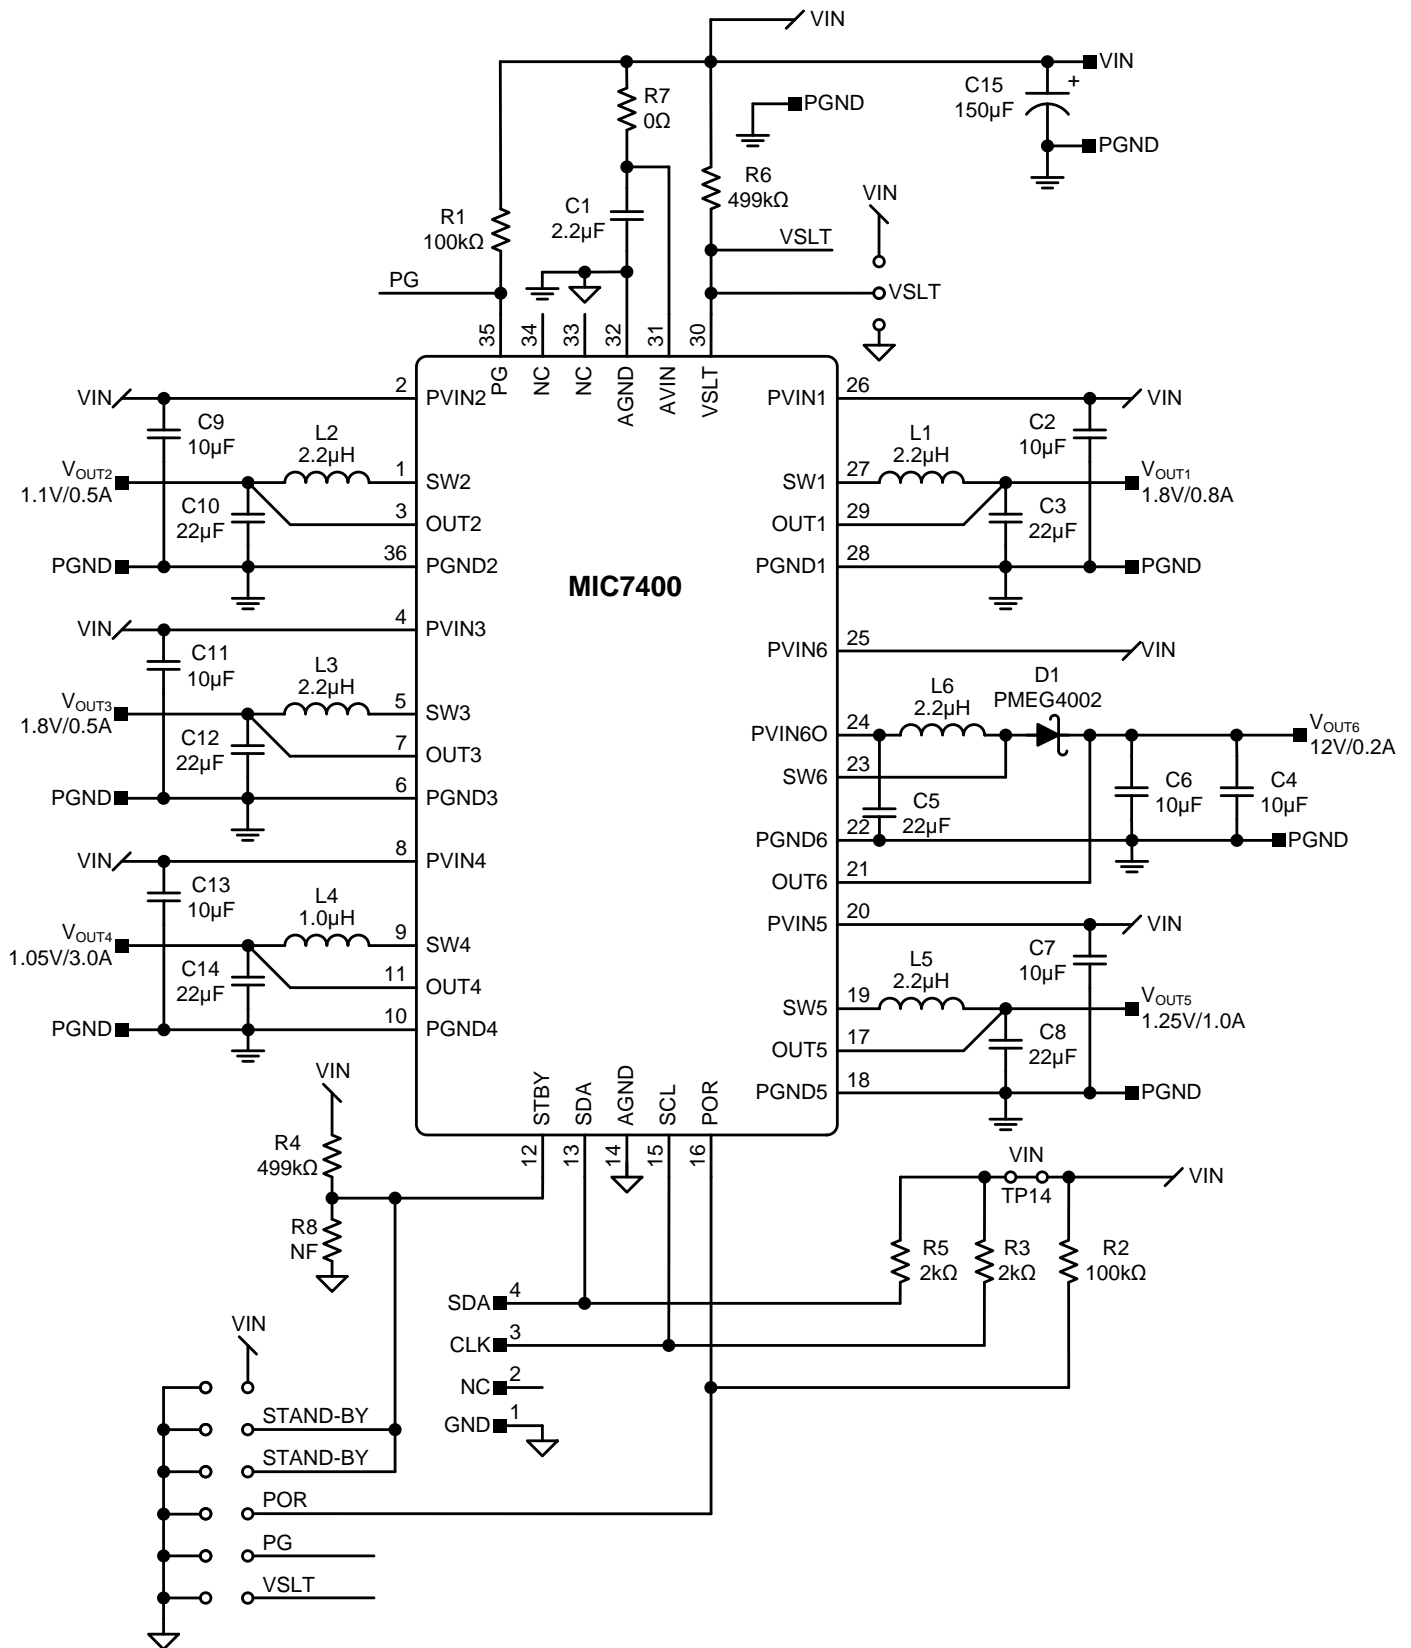 VIN
VIN
C15
150µF
+
PGND
R7
0Ω
PGND
R6
499kΩ
VIN
R1
100kΩ
C1
2.2µF
VSLT
VSLT
PG
35
34
33
32
31
30
PG
NC
NC
AGND
AVIN
VSLT
MIC7400
VIN
2
PVIN2
C9
10µF
L2
2.2µH
VOUT2
1.1V/0.5A
1
SW2
C10
22µF
3
OUT2
PGND
36
PGND2
VIN
4
PVIN3
C11
10µF
L3
2.2µH
VOUT3
1.8V/0.5A
5
SW3
C12
22µF
7
OUT3
PGND
6
PGND3
VIN
8
PVIN4
C13
10µF
L4
1.0µH
VOUT4
1.05V/3.0A
9
SW4
C14
22µF
11
OUT4
PGND
10
PGND4
PVIN1
26
VIN
L1
2.2µH
C2
10µF
SW1
27
VOUT1
1.8V/0.8A
OUT1
29
C3
22µF
PGND1
28
PGND
PVIN6
25
VIN
L6
2.2µH
D1
PMEG4002
PVIN6O
24
VOUT6
12V/0.2A
SW6
23
C5
22µF
C6
10µF
C4
10µF
PGND6
22
PGND
OUT6
21
PVIN5
20
VIN
L5
2.2µH
C7
10µF
SW5
19
VOUT5
1.25V/1.0A
OUT5
17
C8
22µF
PGND5
18
PGND
STBY
SDA
AGND
SCL
POR
12
13
14
15
16
VIN
R4
499kΩ
R8
NF
VIN
TP14
VIN
R5
2kΩ
R3
2kΩ
R2
100kΩ
SDA
4
CLK
3
NC
2
GND
1
VIN
STAND-BY
STAND-BY
POR
PG
VSLT